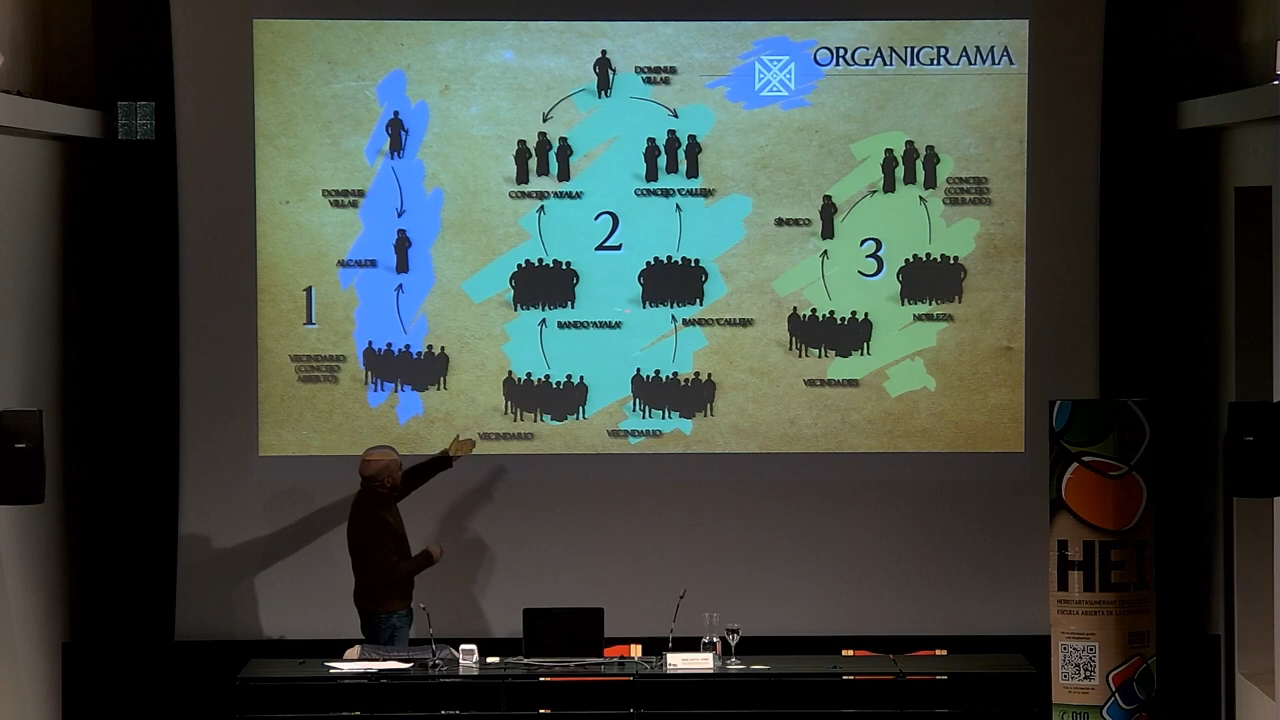 ORGANIGRAMA
DOMINUS
VILLAE
ALCALDE
1
VECINDARIO
(CONCEJO
ABIERTO)
DOMINUS
VILLAE
CONCEJO 'AYALA'
CONCEJO 'CALLEJA'
2
BANDO 'AYALA'
BANDO 'CALLEJA'
VECINDARIO
VECINDARIO
CONCEJO
(CONCEJO
CERRADO)
SÍNDICO
3
NOBLEZA
VECINDADES
HEI
010